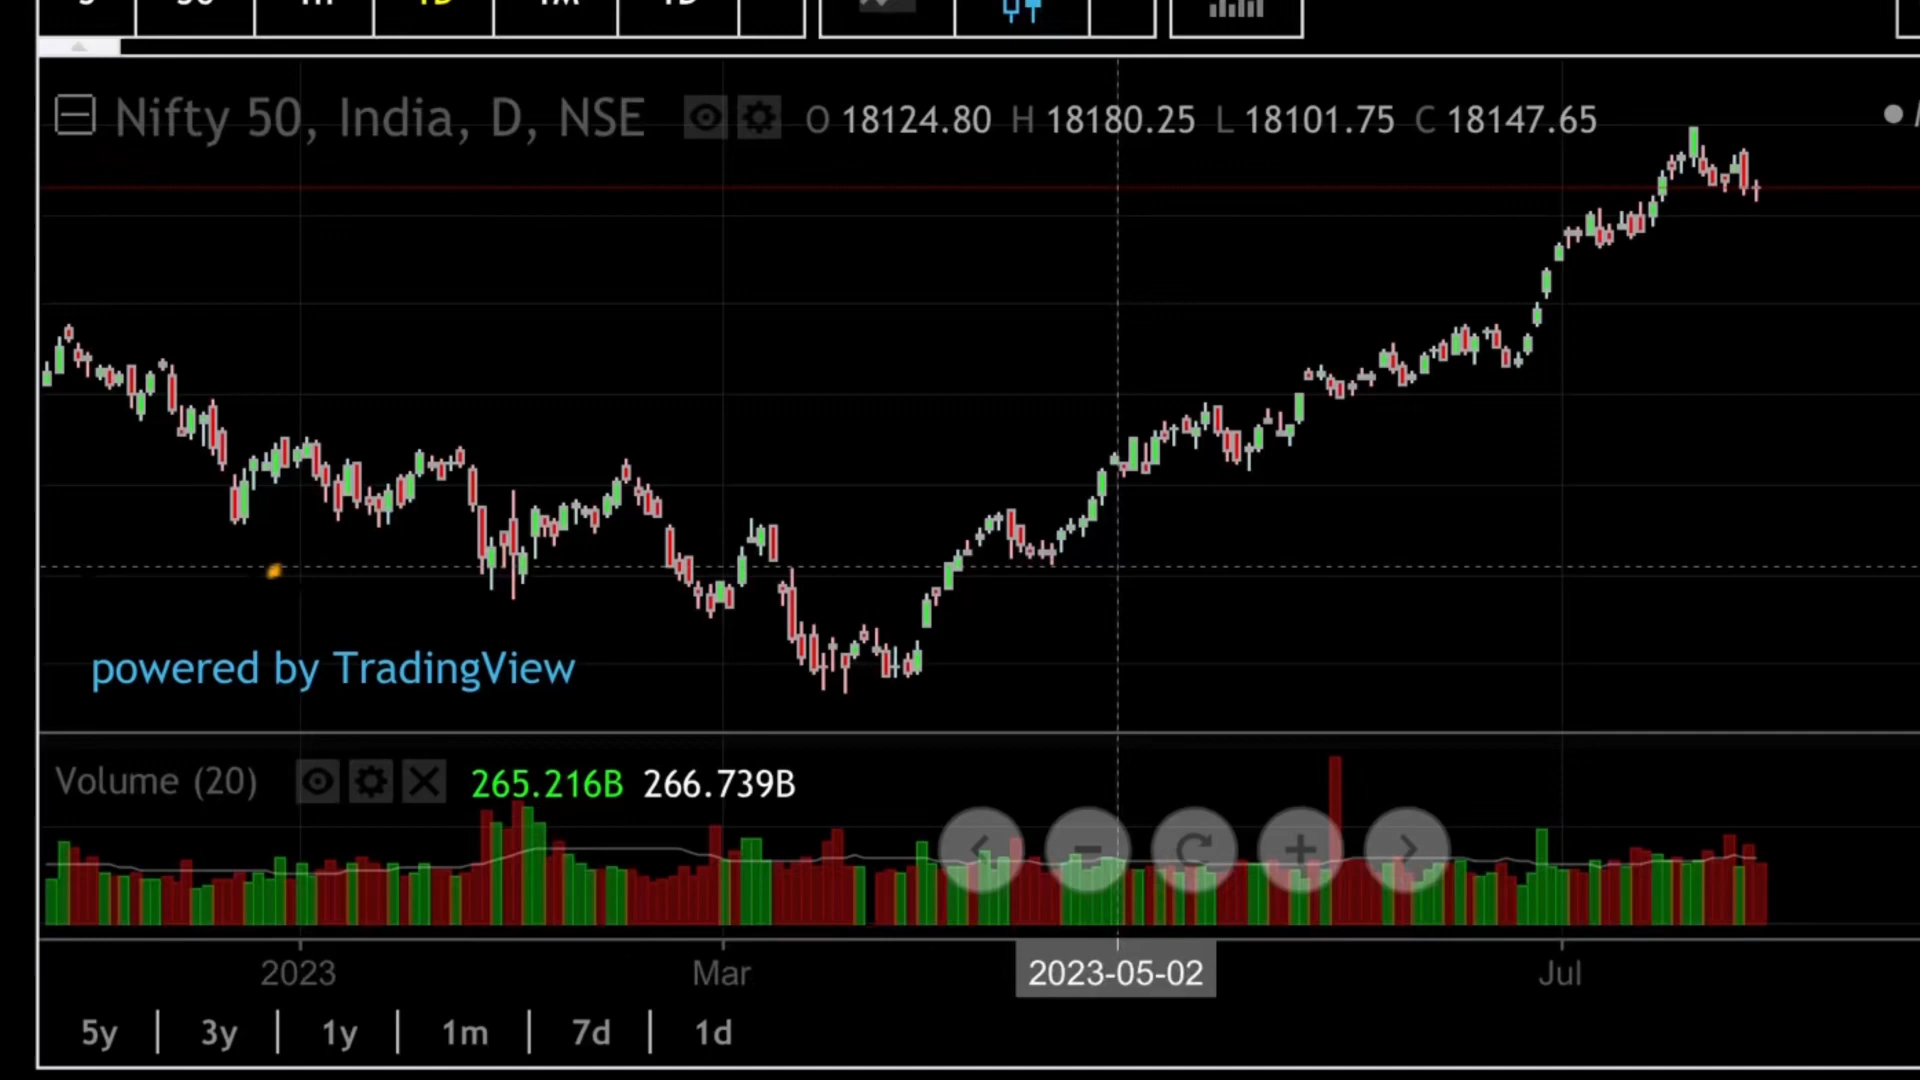 1D
Nifty 50, India, D, NSE O 18124.80 H 18180.25 L 18101.75 C 18147.65
powered by TradingView
Volume (20) 265.216B 266.739B
2023 Mar 2023-05-02 Jul
5y | 3y | 1y | 1m | 7d | 1d